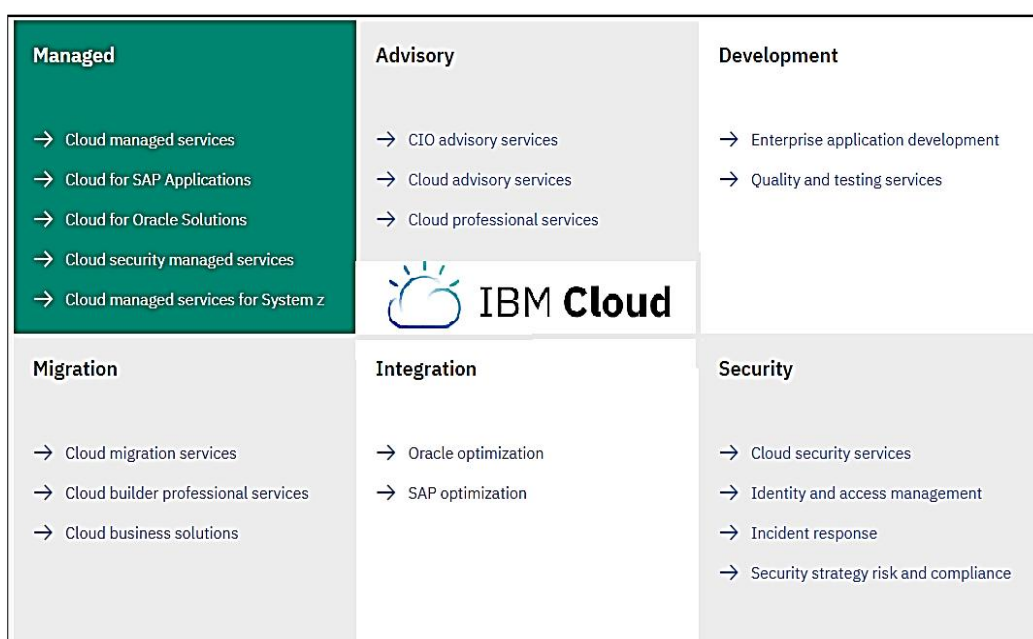 Managed
→ Cloud managed services
→ Cloud for SAP Applications
→ Cloud for Oracle Solutions
→ Cloud security managed services
→ Cloud managed services for System z
Advisory
→ CIO advisory services
→ Cloud advisory services
→ Cloud professional services
Development
→ Enterprise application development
→ Quality and testing services
IBM Cloud
Migration
→ Cloud migration services
→ Cloud builder professional services
→ Cloud business solutions
Integration
→ Oracle optimization
→ SAP optimization
Security
→ Cloud security services
→ Identity and access management
→ Incident response
→ Security strategy risk and compliance